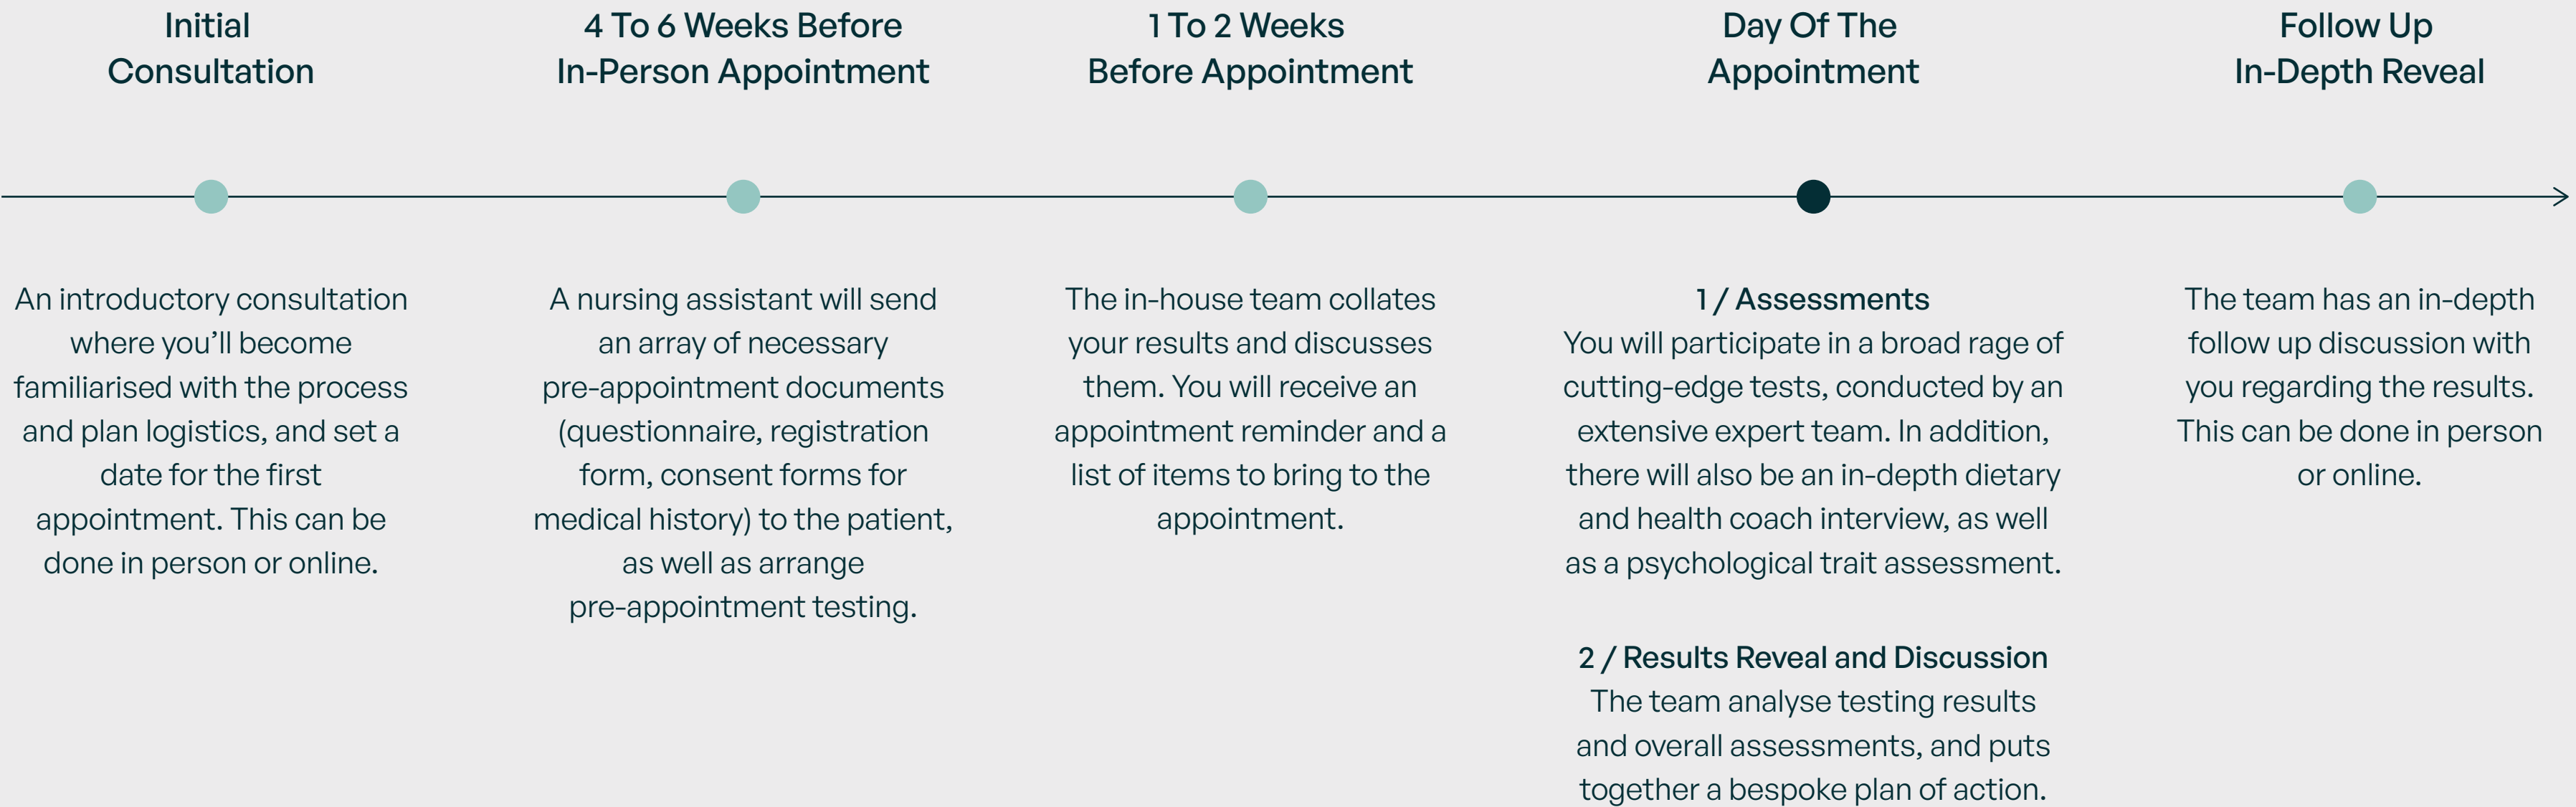 Initial
Consultation
4 To 6 Weeks Before
In-Person Appointment
1 To 2 Weeks
Before Appointment
Day Of The
Appointment
Follow Up
In-Depth Reveal
An introductory consultation
where you’ll become
familiarised with the process
and plan logistics, and set a
date for the first
appointment. This can be
done in person or online.
A nursing assistant will send
an array of necessary
pre-appointment documents
(questionnaire, registration
form, consent forms for
medical history) to the patient,
as well as arrange
pre-appointment testing.
The in-house team collates
your results and discusses
them. You will receive an
appointment reminder and a
list of items to bring to the
appointment.
1 / Assessments
You will participate in a broad rage of
cutting-edge tests, conducted by an
extensive expert team. In addition,
there will also be an in-depth dietary
and health coach interview, as well
as a psychological trait assessment.
2 / Results Reveal and Discussion
The team analyse testing results
and overall assessments, and puts
together a bespoke plan of action.
The team has an in-depth
follow up discussion with
you regarding the results.
This can be done in person
or online.